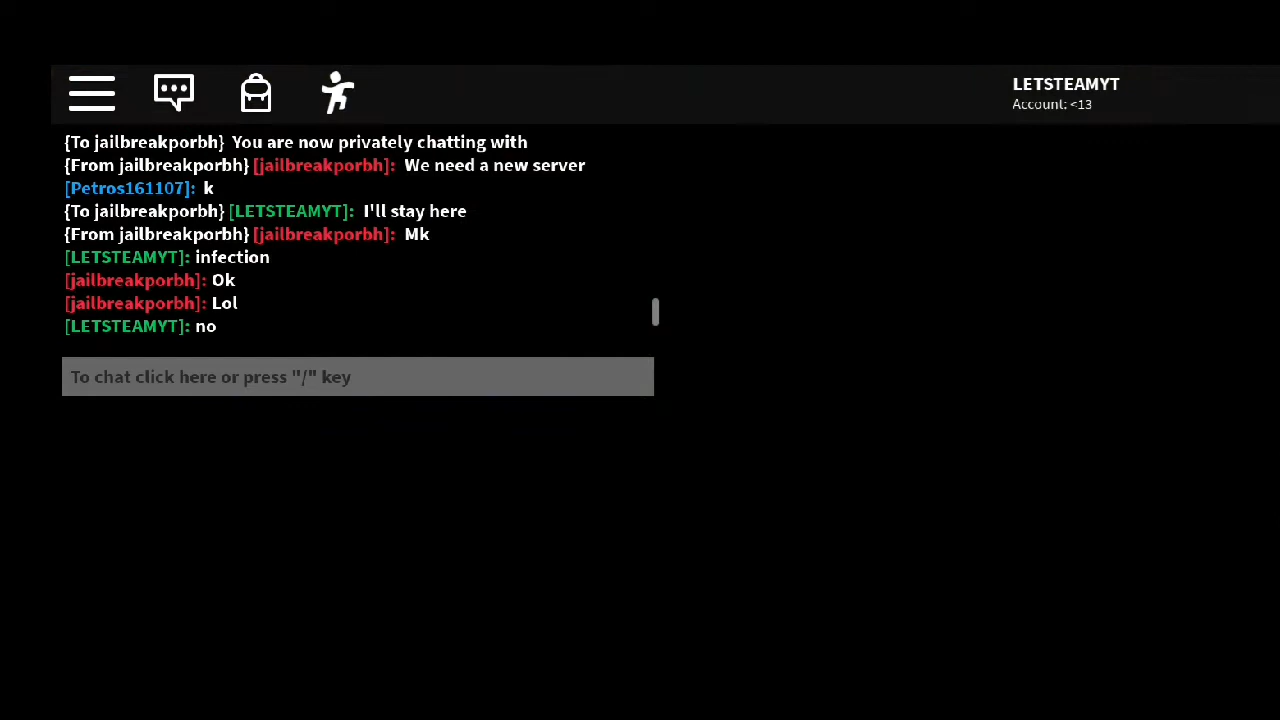 LETSTEAMYT
Account: <13
{To jailbreakporbh} You are now privately chatting with
{From jailbreakporbh} [jailbreakporbh]: We need a new server
[Petros161107]: k
{To jailbreakporbh} [LETSTEAMYT]: I'll stay here
{From jailbreakporbh} [jailbreakporbh]: Mk
[LETSTEAMYT]: infection
[jailbreakporbh]: Ok
[jailbreakporbh]: Lol
[LETSTEAMYT]: no
To chat click here or press "/" key